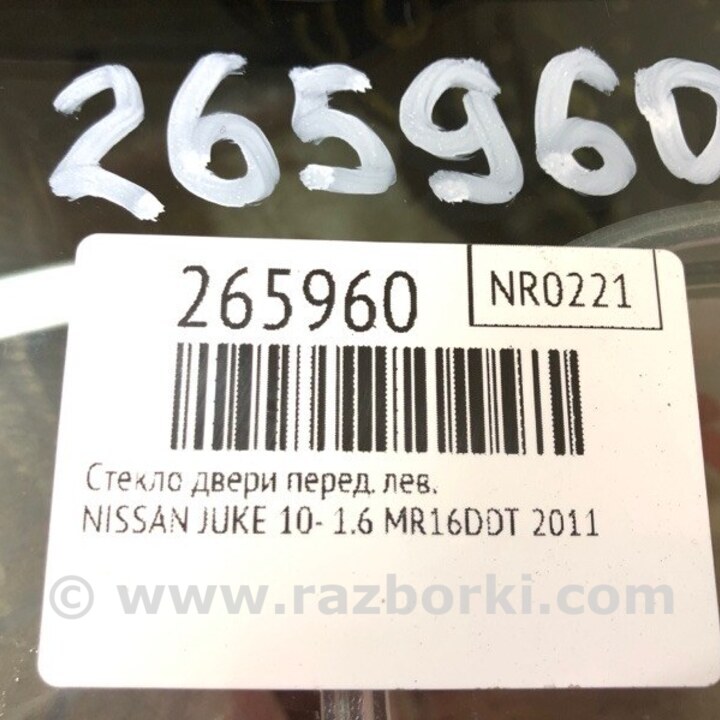 265960
265960
NR0221
Стекло двери перед. лев.
NISSAN JUKE 10- 1.6 MR16DDT 2011
© www.razborki.com